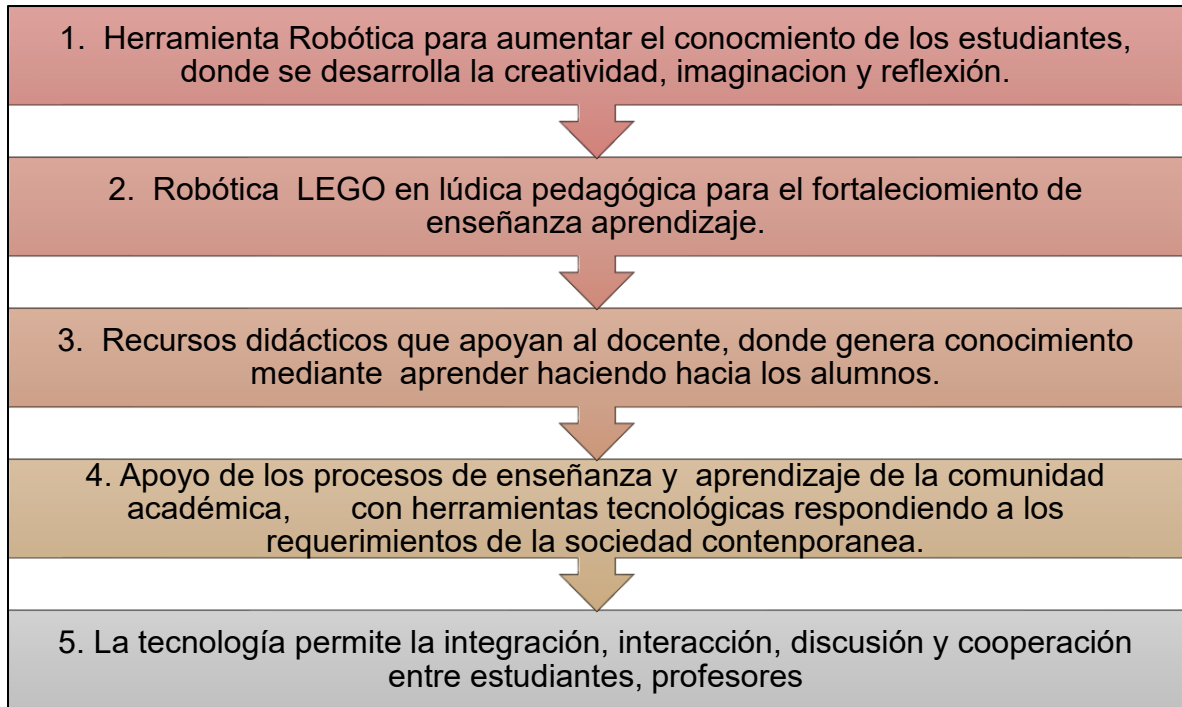 1. Herramienta Robótica para aumentar el conocmiento de los estudiantes,
donde se desarrolla la creatividad, imaginacion y reflexión.
2. Robótica LEGO en lúdica pedagógica para el fortaleciomiento de
enseñanza aprendizaje.
3. Recursos didácticos que apoyan al docente, donde genera conocimiento
mediante aprender haciendo hacia los alumnos.
4. Apoyo de los procesos de enseñanza y aprendizaje de la comunidad
académica, con herramientas tecnológicas respondiendo a los
requerimientos de la sociedad contenporanea.
5. La tecnología permite la integración, interacción, discusión y cooperación
entre estudiantes, profesores